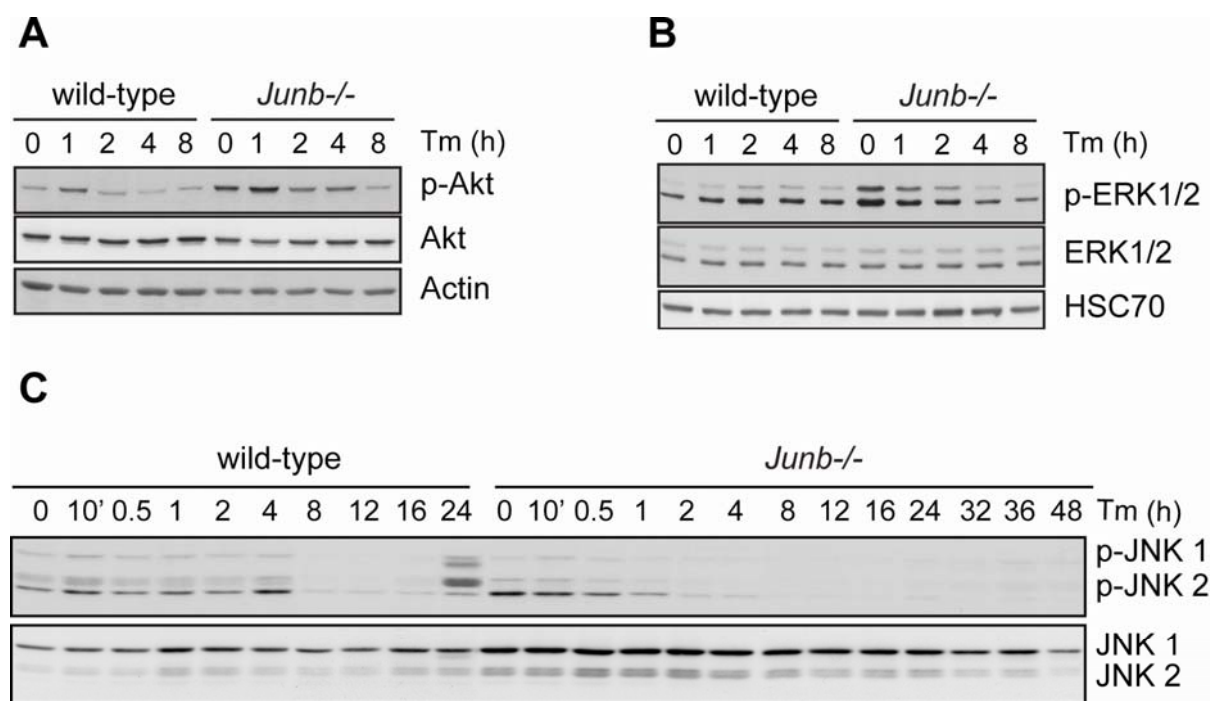 A
wild-type Junb-/-
0 1 2 4 8 0 1 2 4 8 Tm (h)
p-Akt
Akt
Actin
B
wild-type Junb-/-
0 1 2 4 8 0 1 2 4 8 Tm (h)
p-ERK1/2
ERK1/2
HSC70
C
wild-type Junb-/-
0 10’ 0.5 1 2 4 8 12 16 24 0 10’ 0.5 1 2 4 8 12 16 24 32 36 48 Tm (h)
p-JNK 1
p-JNK 2
JNK 1
JNK 2